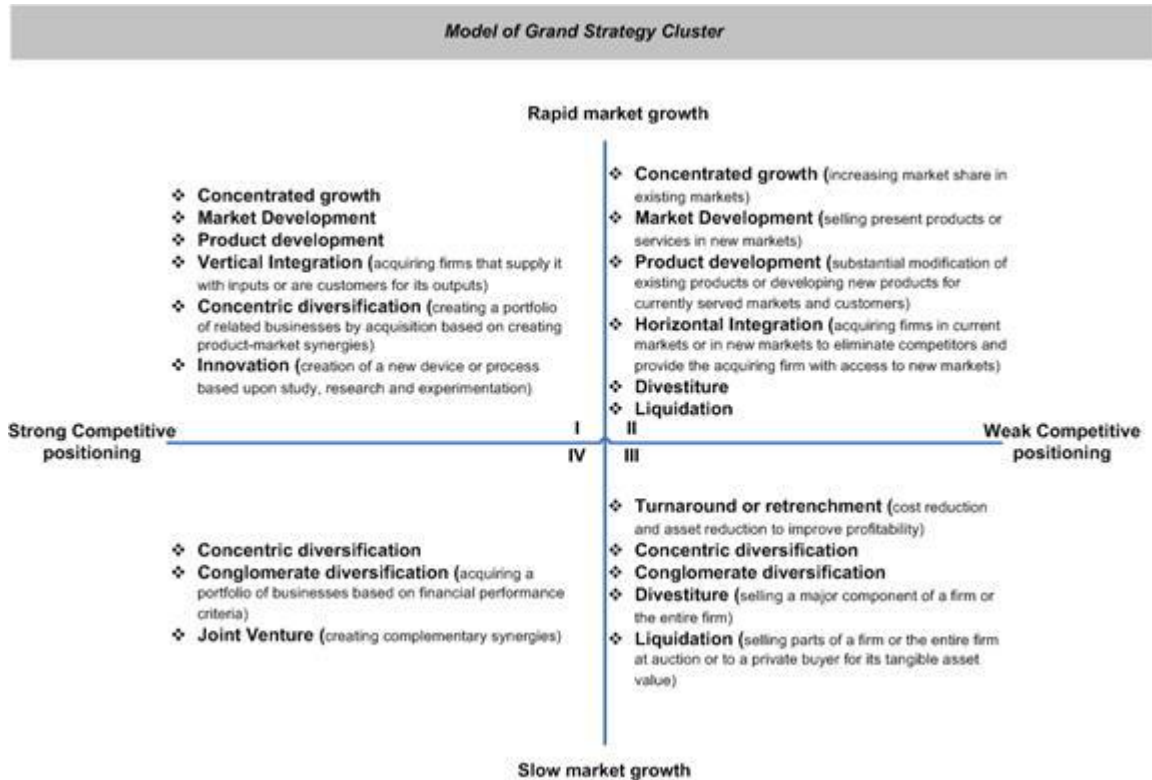 Model of Grand Strategy Cluster
Rapid market growth
❖ Concentrated growth
❖ Market Development
❖ Product development
❖ Vertical Integration (acquiring firms that supply it
with inputs or are customers for its outputs)
❖ Concentric diversification (creating a portfolio
of related businesses by acquisition based on creating
product-market synergies)
❖ Innovation (creation of a new device or process
based upon study, research and experimentation)
❖ Concentrated growth (increasing market share in
existing markets)
❖ Market Development (selling present products or
services in new markets)
❖ Product development (substantial modification of
existing products or developing new products for
currently served markets and customers)
❖ Horizontal Integration (acquiring firms in current
markets or in new markets to eliminate competitors and
provide the acquiring firm with access to new markets)
❖ Divestiture
❖ Liquidation
Strong Competitive
positioning
I
II
IV
III
Weak Competitive
positioning
❖ Concentric diversification
❖ Conglomerate diversification (acquiring a
portfolio of businesses based on financial performance
criteria)
❖ Joint Venture (creating complementary synergies)
❖ Turnaround or retrenchment (cost reduction
and asset reduction to improve profitability)
❖ Concentric diversification
❖ Conglomerate diversification
❖ Divestiture (selling a major component of a firm or
the entire firm)
❖ Liquidation (selling parts of a firm or the entire firm
at auction or to a private buyer for its tangible asset
value)
Slow market growth